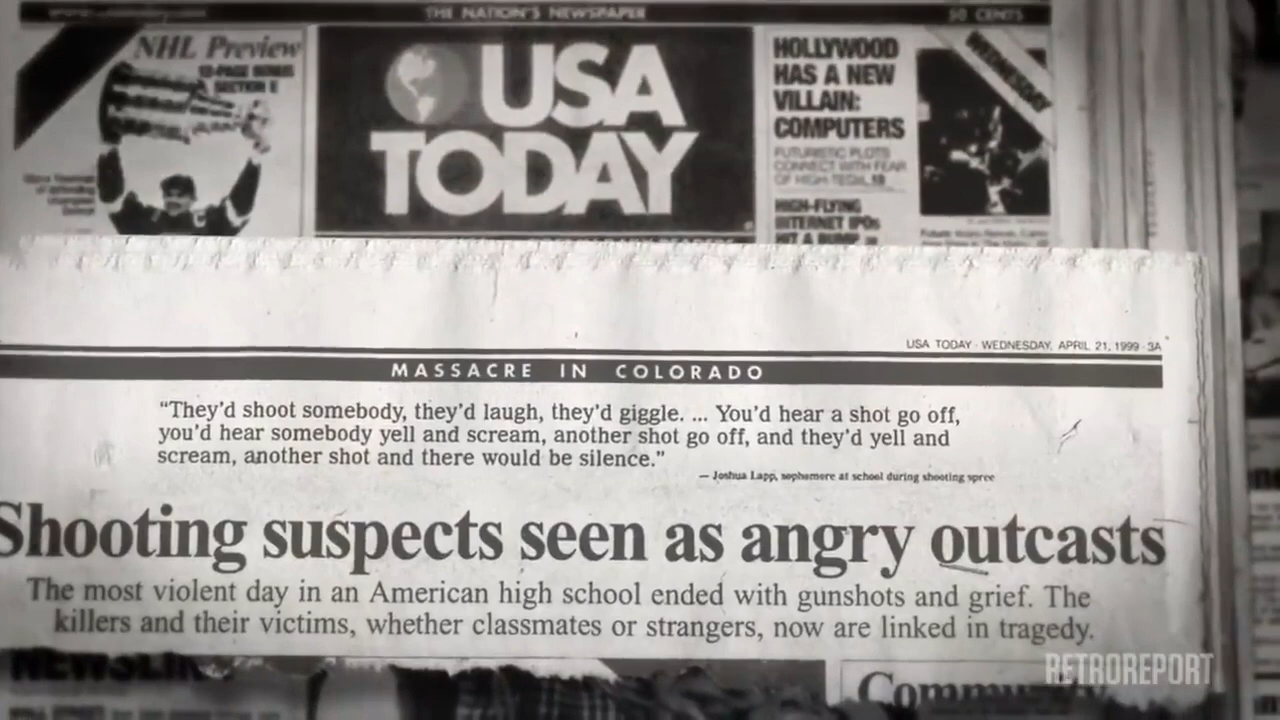 THE NATION'S NEWSPAPER
50 CENTS
NHL Preview
12-PAGE BONUS
SECTION E
USA
TODAY
HOLLYWOOD
HAS A NEW
VILLAIN:
COMPUTERS
FUTURISTIC PLOTS
CONNECT WITH FEAR
OF HIGH-TECH,
HIGH-FLYING
INTERNET IPOs
WEDNESDAY
USA TODAY · WEDNESDAY, APRIL 21, 1999 · 3A
MASSACRE IN COLORADO
“They’d shoot somebody, they’d laugh, they’d giggle. ... You’d hear a shot go off,
you’d hear somebody yell and scream, another shot go off, and they’d yell and
scream, another shot and there would be silence.”
— Joshua Lapp, sophomore at school during shooting spree
Shooting suspects seen as angry outcasts
The most violent day in an American high school ended with gunshots and grief. The
killers and their victims, whether classmates or strangers, now are linked in tragedy.
RETROREPORT